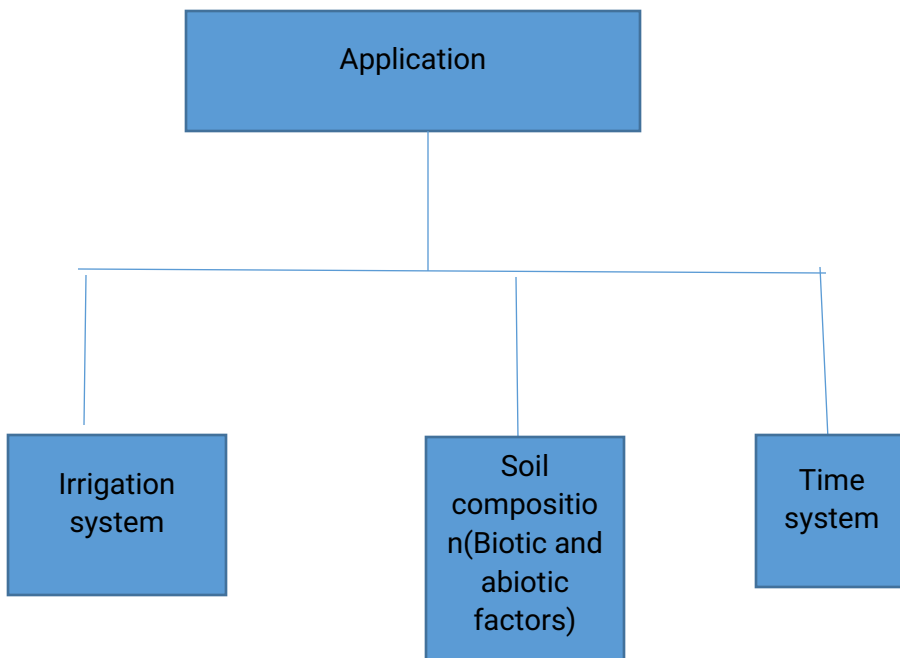 Application
Irrigation
system
Soil
compositio
n(Biotic and
abiotic
factors)
Time
system